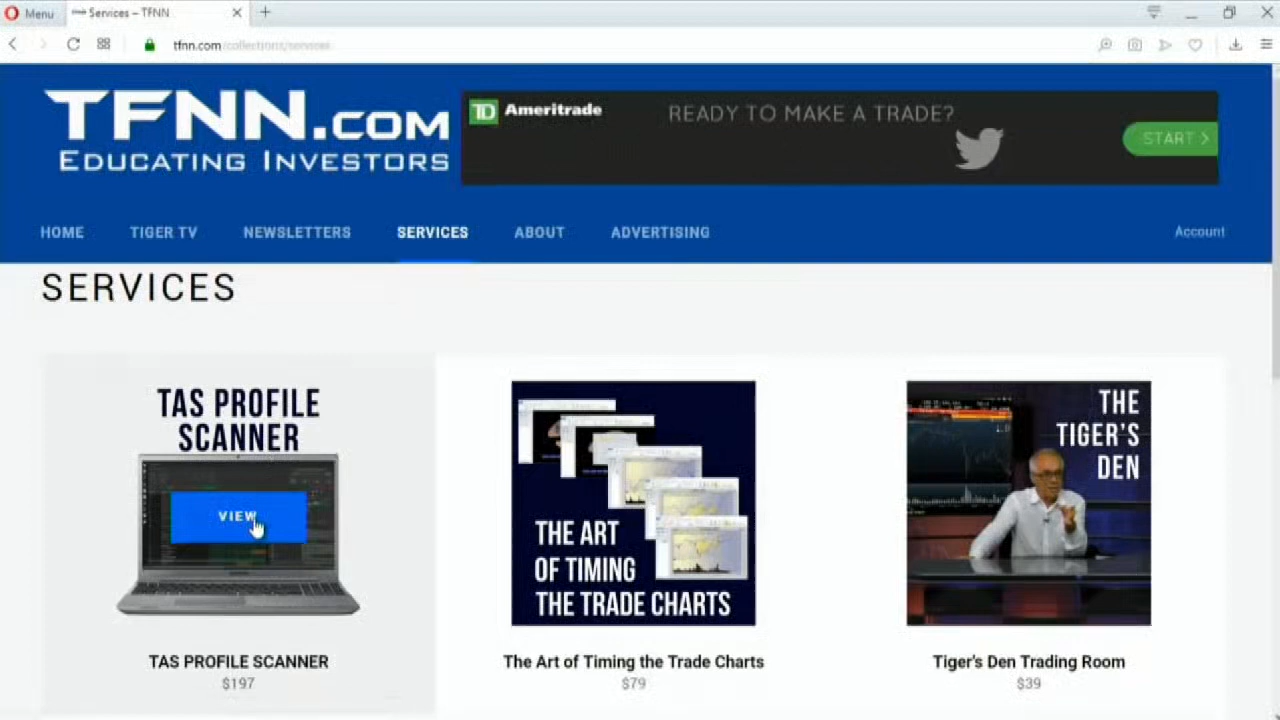 Menu
Services – TFNN
tfnn.com/collections/services
TFNN.COM
EDUCATING INVESTORS
TD Ameritrade
READY TO MAKE A TRADE?
START >
HOME
TIGER TV
NEWSLETTERS
SERVICES
ABOUT
ADVERTISING
Account
SERVICES
TAS PROFILE
SCANNER
VIEW
TAS PROFILE SCANNER
$197
THE ART
OF TIMING
THE TRADE CHARTS
The Art of Timing the Trade Charts
$79
THE
TIGER'S
DEN
Tiger's Den Trading Room
$39